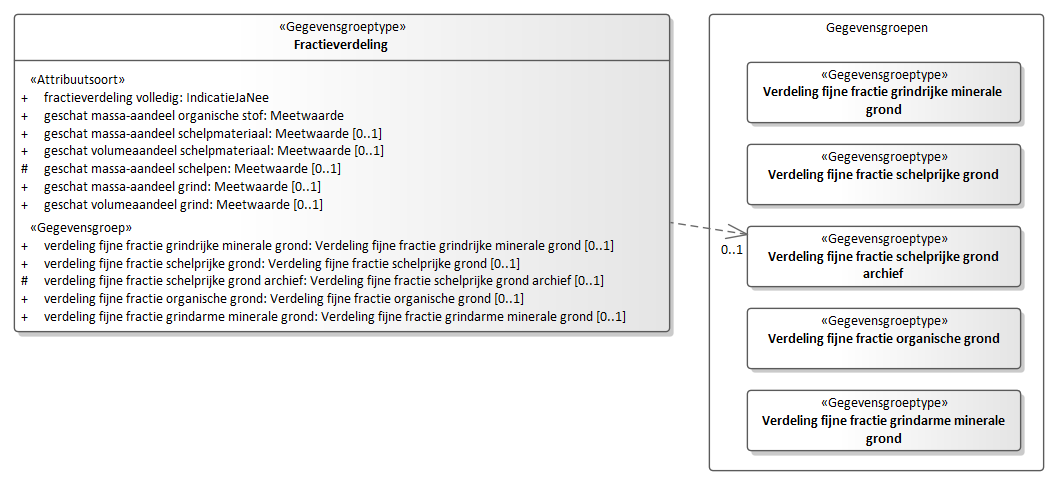 «Gegevensgroeptype»
Fractieverdeling
«Attribuutsoort»
+ fractieverdeling volledig: IndicatieJaNee
+ geschat massa-aandeel organische stof: Meetwaarde
+ geschat massa-aandeel schelpmateriaal: Meetwaarde [0..1]
+ geschat volumeaandeel schelpmateriaal: Meetwaarde [0..1]
# geschat massa-aandeel schelpen: Meetwaarde [0..1]
+ geschat massa-aandeel grind: Meetwaarde [0..1]
+ geschat volumeaandeel grind: Meetwaarde [0..1]
«Gegevensgroep»
+ verdeling fijne fractie grindrijke minerale grond: Verdeling fijne fractie grindrijke minerale grond [0..1]
+ verdeling fijne fractie schelprijke grond: Verdeling fijne fractie schelprijke grond [0..1]
# verdeling fijne fractie schelprijke grond archief: Verdeling fijne fractie schelprijke grond archief [0..1]
+ verdeling fijne fractie organische grond: Verdeling fijne fractie organische grond [0..1]
+ verdeling fijne fractie grindarme minerale grond: Verdeling fijne fractie grindarme minerale grond [0..1]
0..1
Gegevensgroepen
«Gegevensgroeptype»
Verdeling fijne fractie grindrijke minerale
grond
«Gegevensgroeptype»
Verdeling fijne fractie schelprijke grond
«Gegevensgroeptype»
Verdeling fijne fractie schelprijke grond
archief
«Gegevensgroeptype»
Verdeling fijne fractie organische grond
«Gegevensgroeptype»
Verdeling fijne fractie grindarme minerale
grond